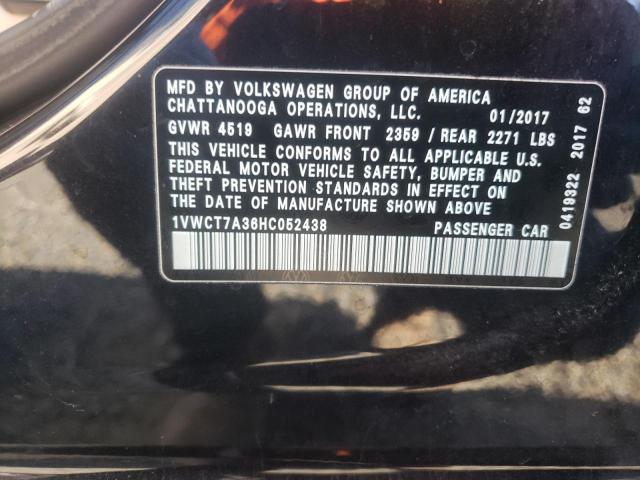 MFD BY VOLKSWAGEN GROUP OF AMERICA
CHATTANOOGA OPERATIONS, LLC. 01/2017
GVWR 4519 GAWR FRONT 2359 / REAR 2271 LBS
THIS VEHICLE CONFORMS TO ALL APPLICABLE U.S.
FEDERAL MOTOR VEHICLE SAFETY, BUMPER AND
THEFT PREVENTION STANDARDS IN EFFECT ON
THE DATE OF MANUFACTURE SHOWN ABOVE.
1VWCT7A36HC052438 PASSENGER CAR
0419322 2017 62